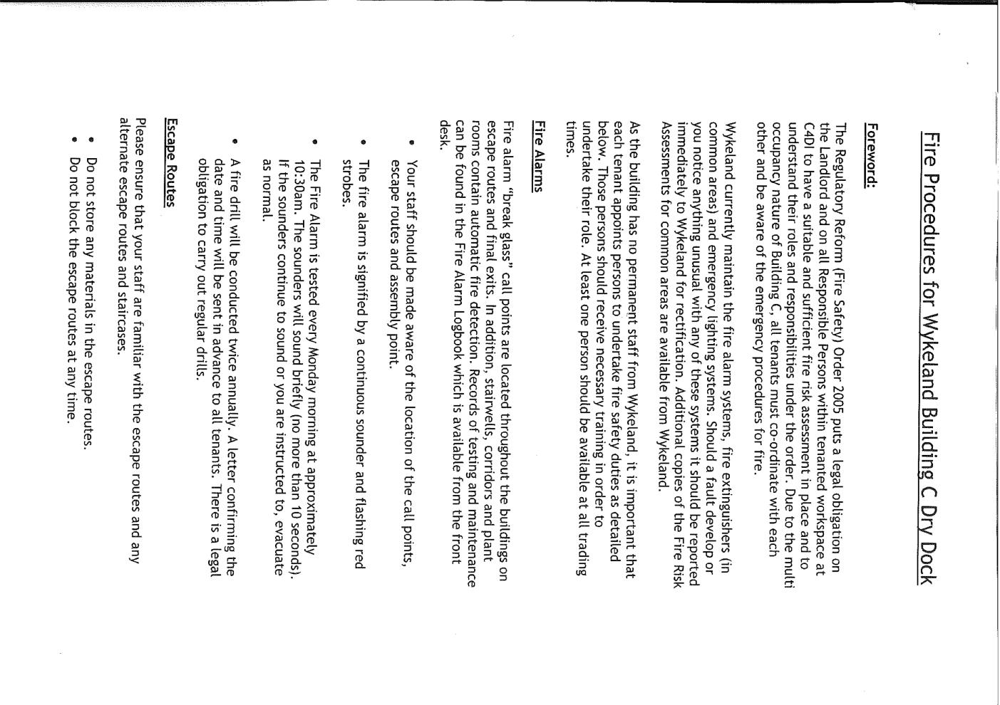 Fire Procedures for Wykeland Building C Dry Dock
Foreword:
The Regulatory Reform (Fire Safety) Order 2005 puts a legal obligation on
the Landlord and on all Responsible Persons within tenanted workspace at
C4DI to have a suitable and sufficient fire risk assessment in place and to
understand their roles and responsibilities under the order. Due to the multi
occupancy nature of Building C, all tenants must co-ordinate with each
other and be aware of the emergency procedures for fire.
Wykeland currently maintain the fire alarm systems, fire extinguishers (in
common areas) and emergency lighting systems. Should a fault develop or
you notice anything unusual with any of these systems it should be reported
immediately to Wykeland for rectification. Additional copies of the Fire Risk
Assessments for common areas are available from Wykeland.
As the building has no permanent staff from Wykeland, it is important that
each tenant appoints persons to undertake fire safety duties as detailed
below. Those persons should receive necessary training in order to
undertake their role. At least one person should be available at all trading
times.
Fire Alarms
Fire alarm “break glass” call points are located throughout the buildings on
escape routes and final exits. In addition, stairwells, corridors and plant
rooms contain automatic fire detection. Records of testing and maintenance
can be found in the Fire Alarm Logbook which is available from the front
desk.
• Your staff should be made aware of the location of the call points,
escape routes and assembly point.
• The fire alarm is signified by a continuous sounder and flashing red
strobes.
• The Fire Alarm is tested every Monday morning at approximately
10:30am. The sounders will sound briefly (no more than 10 seconds).
If the sounders continue to sound or you are instructed to, evacuate
as normal.
• A fire drill will be conducted twice annually. A letter confirming the
date and time will be sent in advance to all tenants. There is a legal
obligation to carry out regular drills.
Escape Routes
Please ensure that your staff are familiar with the escape routes and any
alternate escape routes and staircases.
• Do not store any materials in the escape routes.
• Do not block the escape routes at any time.